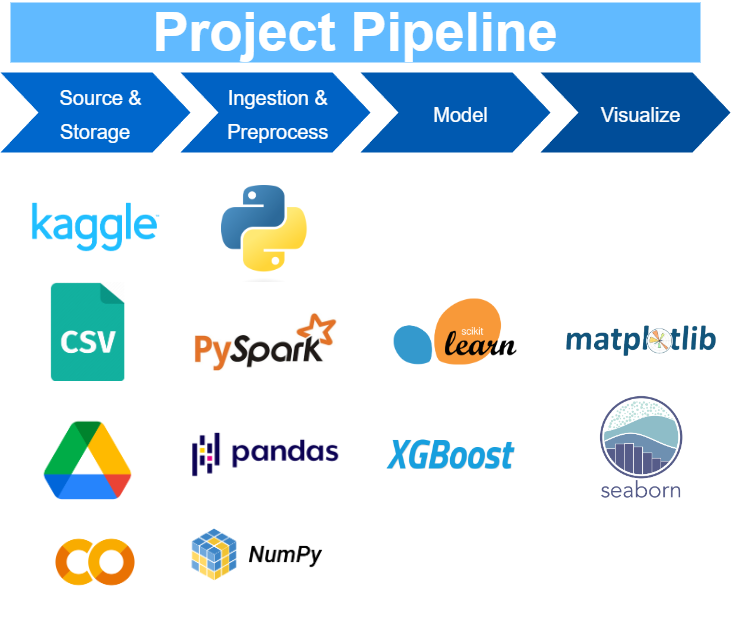 Project Pipeline
Source &
Storage
Ingestion &
Preprocess
Model
Visualize
kaggle
CSV
PySpark
scikit
learn
matplotlib
pandas
XGBoost
seaborn
NumPy